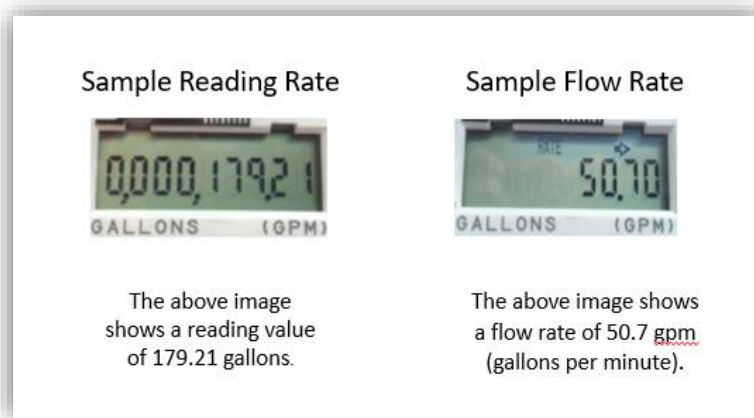 Sample Reading Rate
0,000,179.21
GALLONS (GPM)
The above image
shows a reading value
of 179.21 gallons.
Sample Flow Rate
RATE
50.70
GALLONS (GPM)
The above image shows
a flow rate of 50.7 gpm
(gallons per minute).